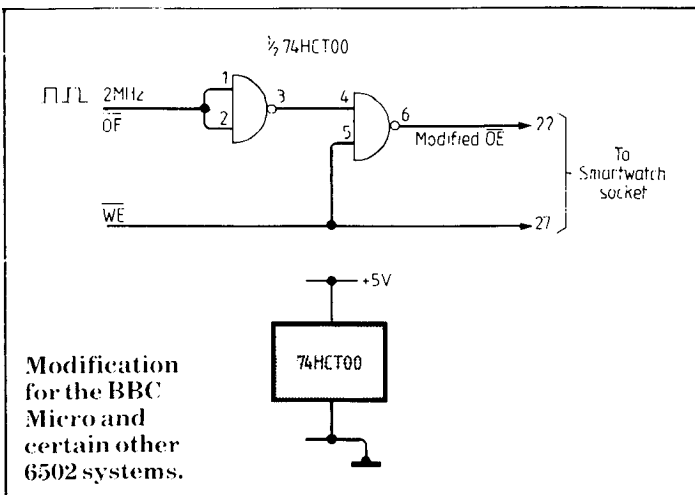 ½ 74HCT00
2MHz
OE
1
2
3
4
5
6
Modified OE
22
To
Smartwatch
socket
WE
27
+5V
74HCT00
Modification
for the BBC
Micro and
certain other
6502 systems.